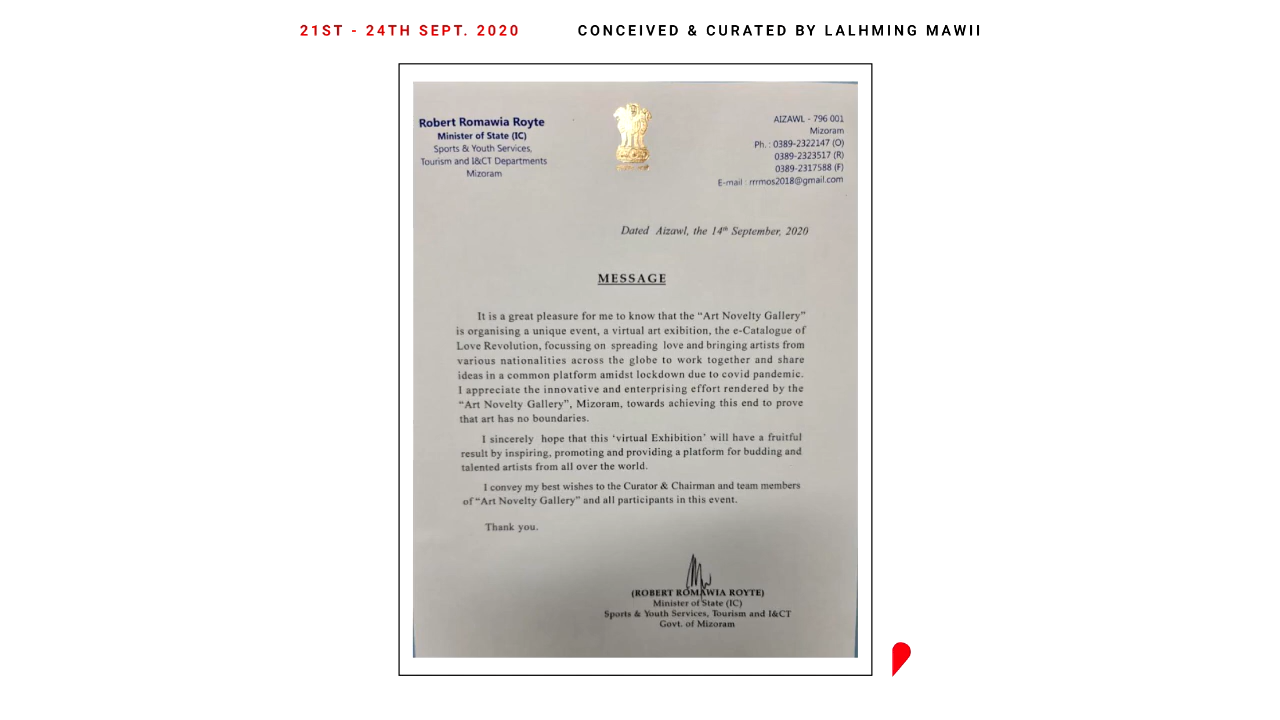 21ST - 24TH SEPT. 2020
CONCEIVED & CURATED BY LALHMING MAWII
Robert Romawia Royte
Minister of State (IC)
Sports & Youth Services,
Tourism and I&CT Departments
Mizoram
AIZAWL - 796 001
Mizoram
Ph. : 0389-2322147 (O)
0389-2323517 (R)
0389-2317588 (F)
E-mail : rrrmos2018@gmail.com
Dated Aizawl, the 14th September, 2020
MESSAGE
It is a great pleasure for me to know that the “Art Novelty Gallery”
is organising a unique event, a virtual art exibition, the e-Catalogue of
Love Revolution, focussing on spreading love and bringing artists from
various nationalities across the globe to work together and share
ideas in a common platform amidst lockdown due to covid pandemic.
I appreciate the innovative and enterprising effort rendered by the
“Art Novelty Gallery”, Mizoram, towards achieving this end to prove
that art has no boundaries.
I sincerely hope that this ‘virtual Exhibition’ will have a fruitful
result by inspiring, promoting and providing a platform for budding and
talented artists from all over the world.
I convey my best wishes to the Curator & Chairman and team members
of “Art Novelty Gallery” and all participants in this event.
Thank you.
(ROBERT ROMAWIA ROYTE)
Minister of State (IC)
Sports & Youth Services, Tourism and I&CT
Govt. of Mizoram